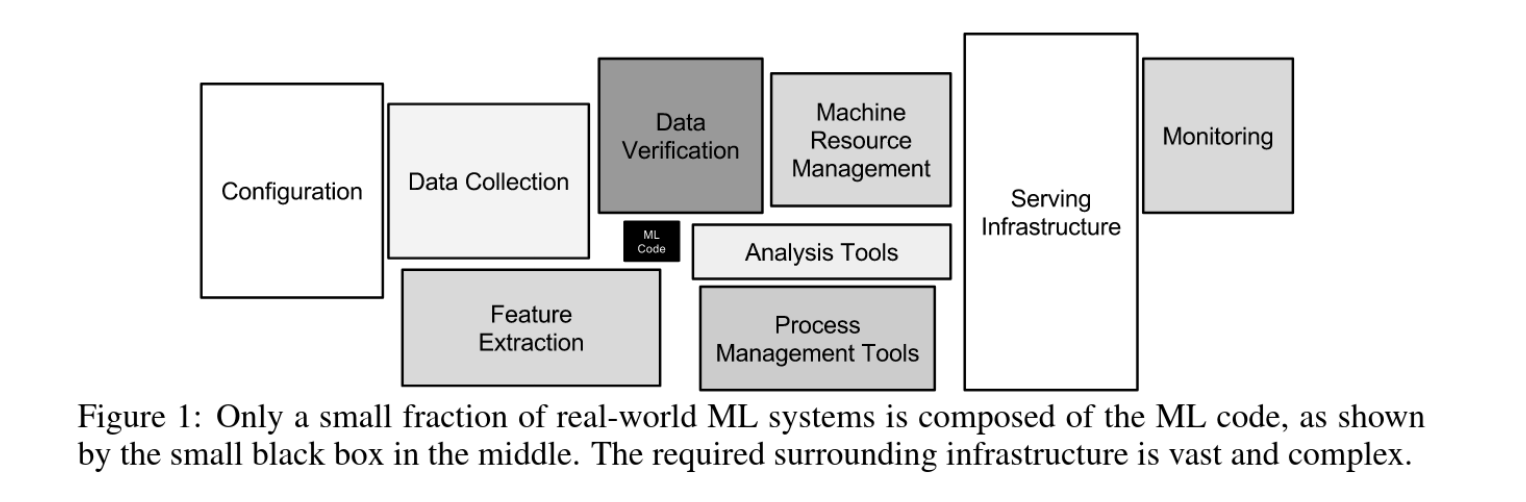 Configuration
Data Collection
Data
Verification
Machine
Resource
Management
Serving
Infrastructure
Monitoring
ML
Code
Analysis Tools
Feature
Extraction
Process
Management Tools
Figure 1: Only a small fraction of real-world ML systems is composed of the ML code, as shown
by the small black box in the middle. The required surrounding infrastructure is vast and complex.